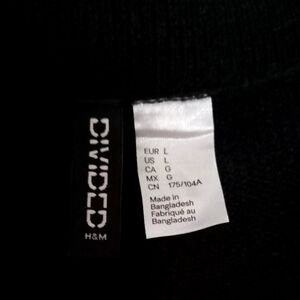 DIVIDED
H&M
EUR L
US L
CA G
MX G
CN 175/104A
Made in
Bangladesh
Fabriqué au
Bangladesh